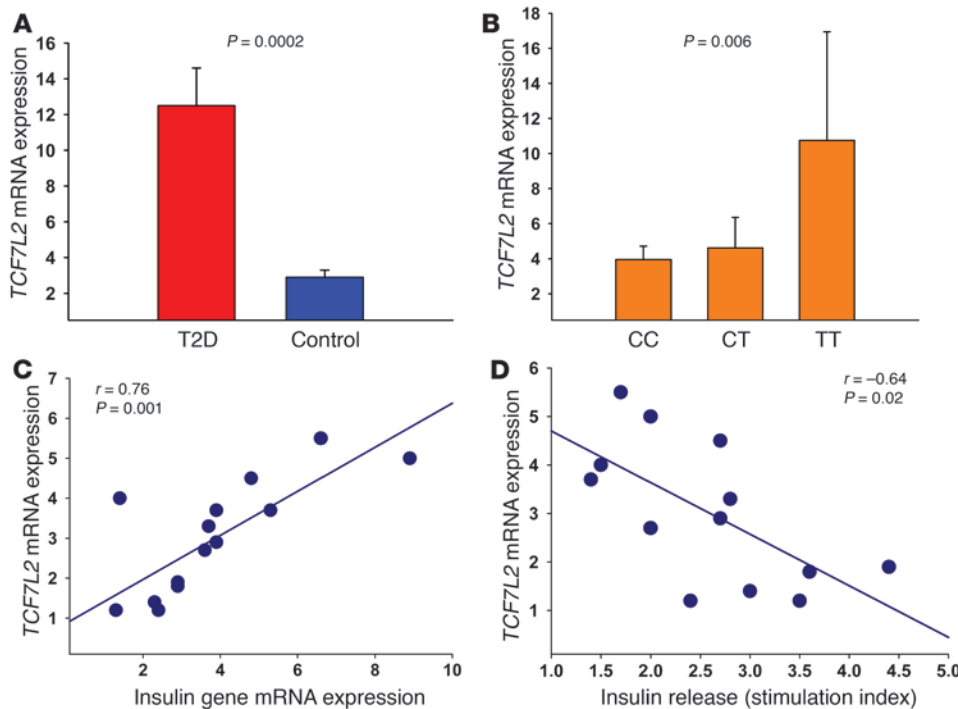 A
P = 0.0002
TCF7L2 mRNA expression
16
14
12
10
8
6
4
2
T2D Control
B
P = 0.006
TCF7L2 mRNA expression
18
16
14
12
10
8
6
4
2
CC CT TT
C
r = 0.76
P = 0.001
TCF7L2 mRNA expression
7
6
5
4
3
2
1
2 4 6 8 10
Insulin gene mRNA expression
D
r = –0.64
P = 0.02
TCF7L2 mRNA expression
6
5
4
3
2
1
1.0 1.5 2.0 2.5 3.0 3.5 4.0 4.5 5.0
Insulin release (stimulation index)